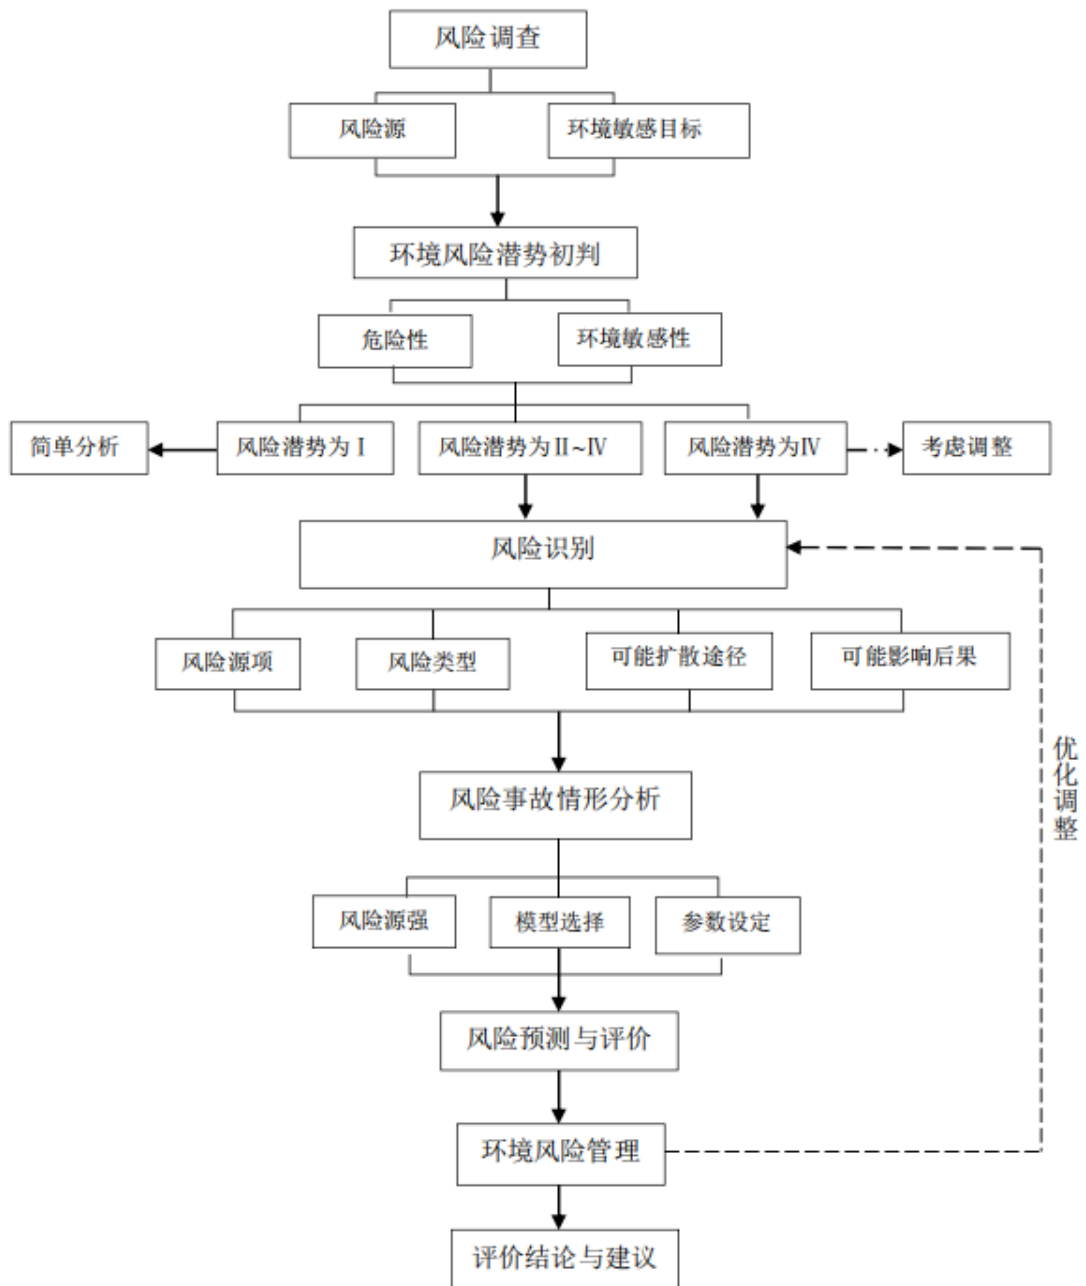 风险调查
风险源
环境敏感目标
环境风险潜势初判
危险性
环境敏感性
简单分析
风险潜势为Ⅰ
风险潜势为Ⅱ~Ⅳ
风险潜势为Ⅳ
考虑调整
风险识别
风险源项
风险类型
可能扩散途径
可能影响后果
优化调整
风险事故情形分析
风险源强
模型选择
参数设定
风险预测与评价
环境风险管理
评价结论与建议